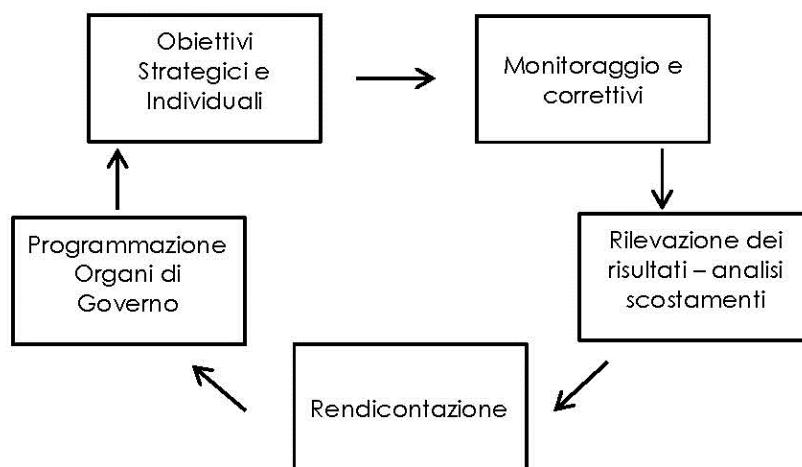 Obiettivi
Strategici e
Individuali
Monitoraggio e
correttivi
Programmazione
Organi di
Governo
Rilevazione dei
risultati – analisi
scostamenti
Rendicontazione